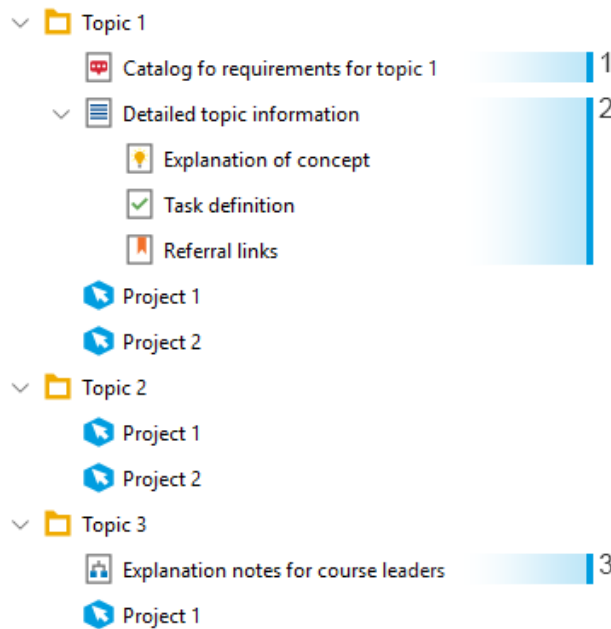 Topic 1
Catalog fo requirements for topic 1 1
Detailed topic information 2
Explanation of concept
Task definition
Referral links
Project 1
Project 2
Topic 2
Project 1
Project 2
Topic 3
Explanation notes for course leaders 3
Project 1